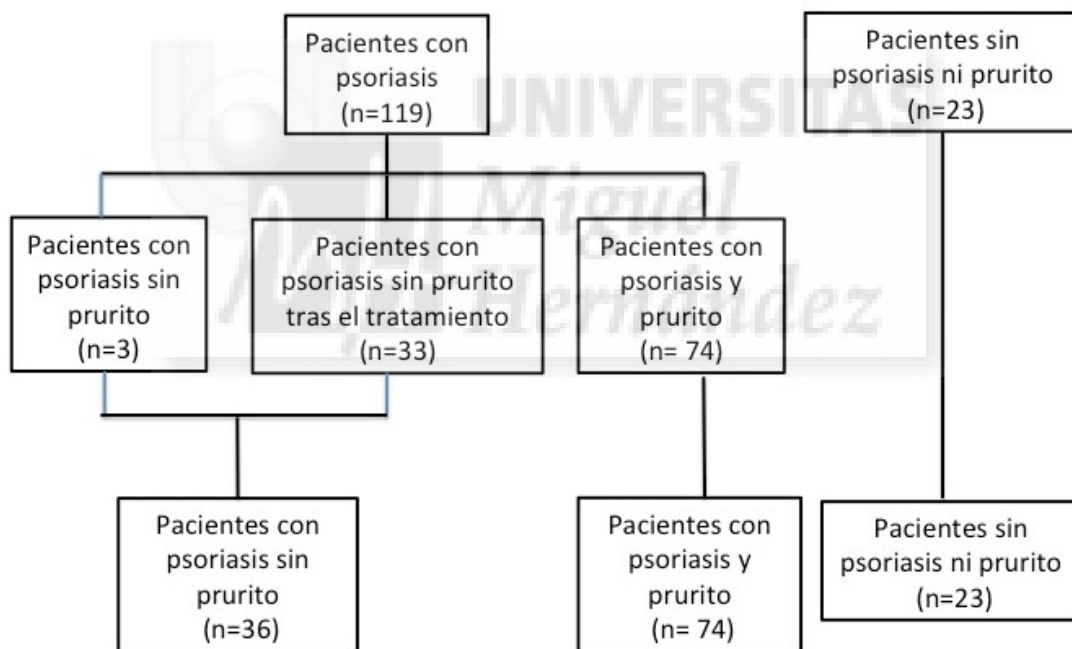 Pacientes con
psoriasis
(n=119)
Pacientes sin
psoriasis ni prurito
(n=23)
UNIVERSITAS
Miguel
Hernández
Pacientes con
psoriasis sin
prurito
(n=3)
Pacientes con
psoriasis sin prurito
tras el tratamiento
(n=33)
Pacientes con
psoriasis y
prurito
(n= 74)
Pacientes con
psoriasis sin
prurito
(n=36)
Pacientes con
psoriasis y
prurito
(n= 74)
Pacientes sin
psoriasis ni prurito
(n=23)